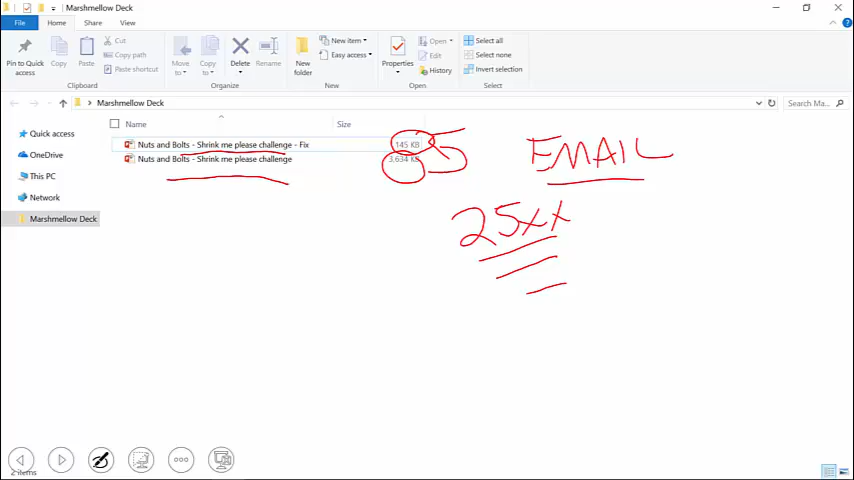 Marshmellow Deck
File Home Share View
Pin to Quick access
Copy
Paste
Cut
Copy path
Paste shortcut
Clipboard
Move to
Copy to
Delete
Rename
Organize
New folder
New item
Easy access
New
Properties
Open
Edit
History
Open
Select all
Select none
Invert selection
Select
Marshmellow Deck
Search Ma...
Name Size
Quick access
OneDrive
This PC
Network
Marshmellow Deck
Nuts and Bolts - Shrink me please challenge - Fix 145 KB
Nuts and Bolts - Shrink me please challenge 3,634 KB
EMAIL
25xx
2 items